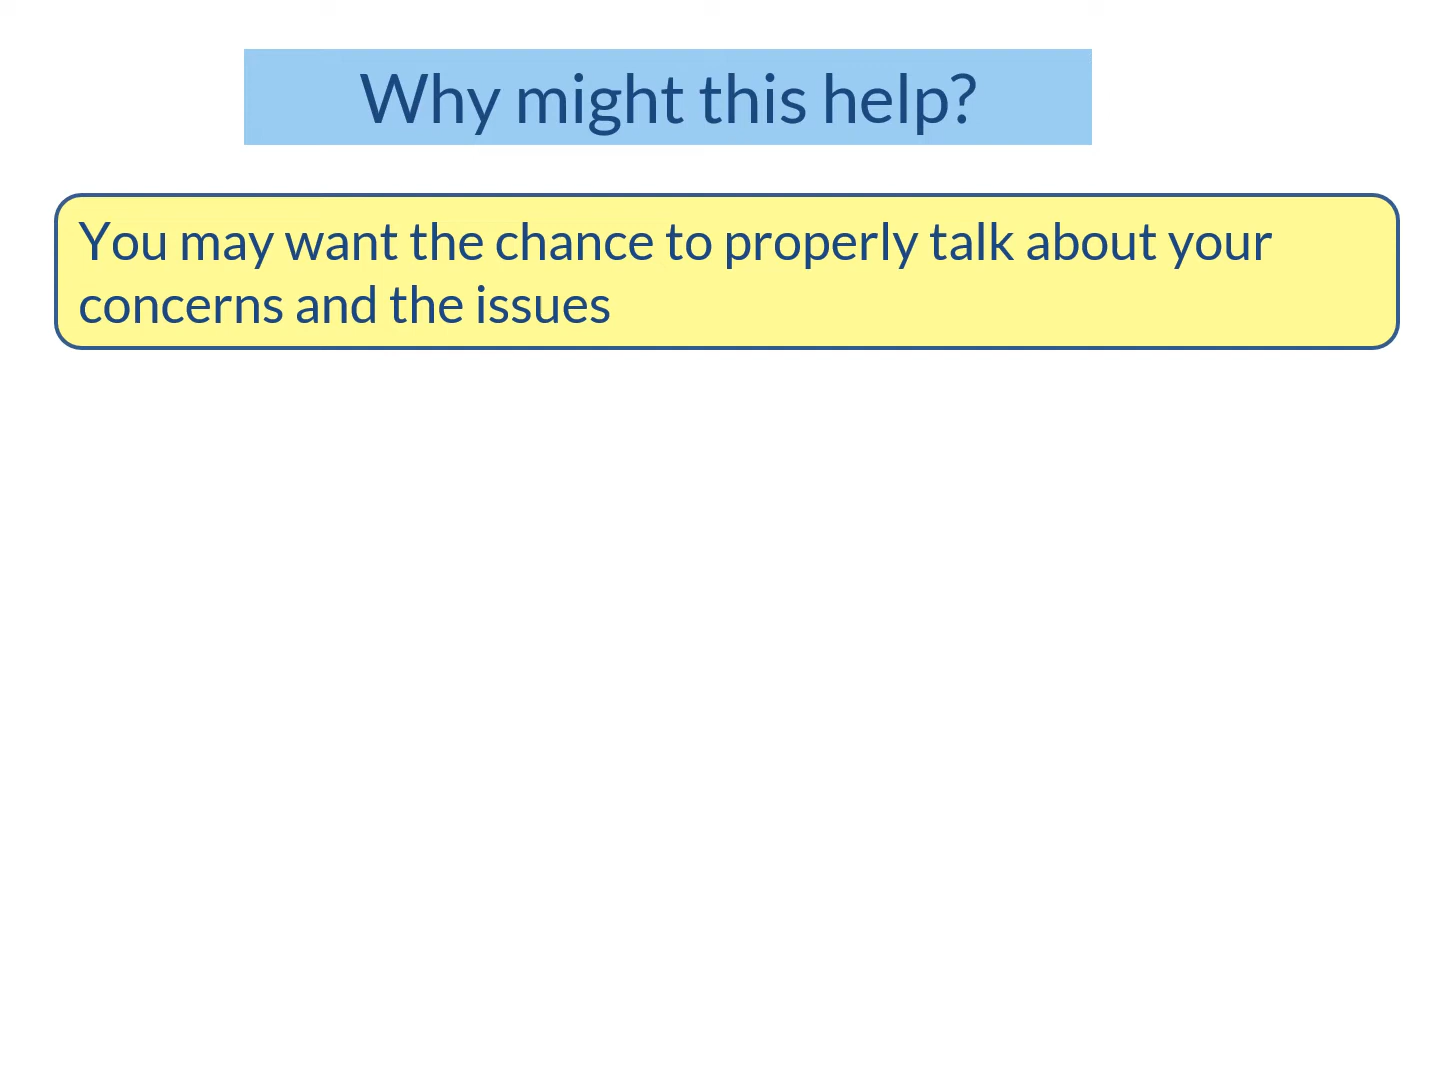 Why might this help?
You may want the chance to properly talk about your
concerns and the issues